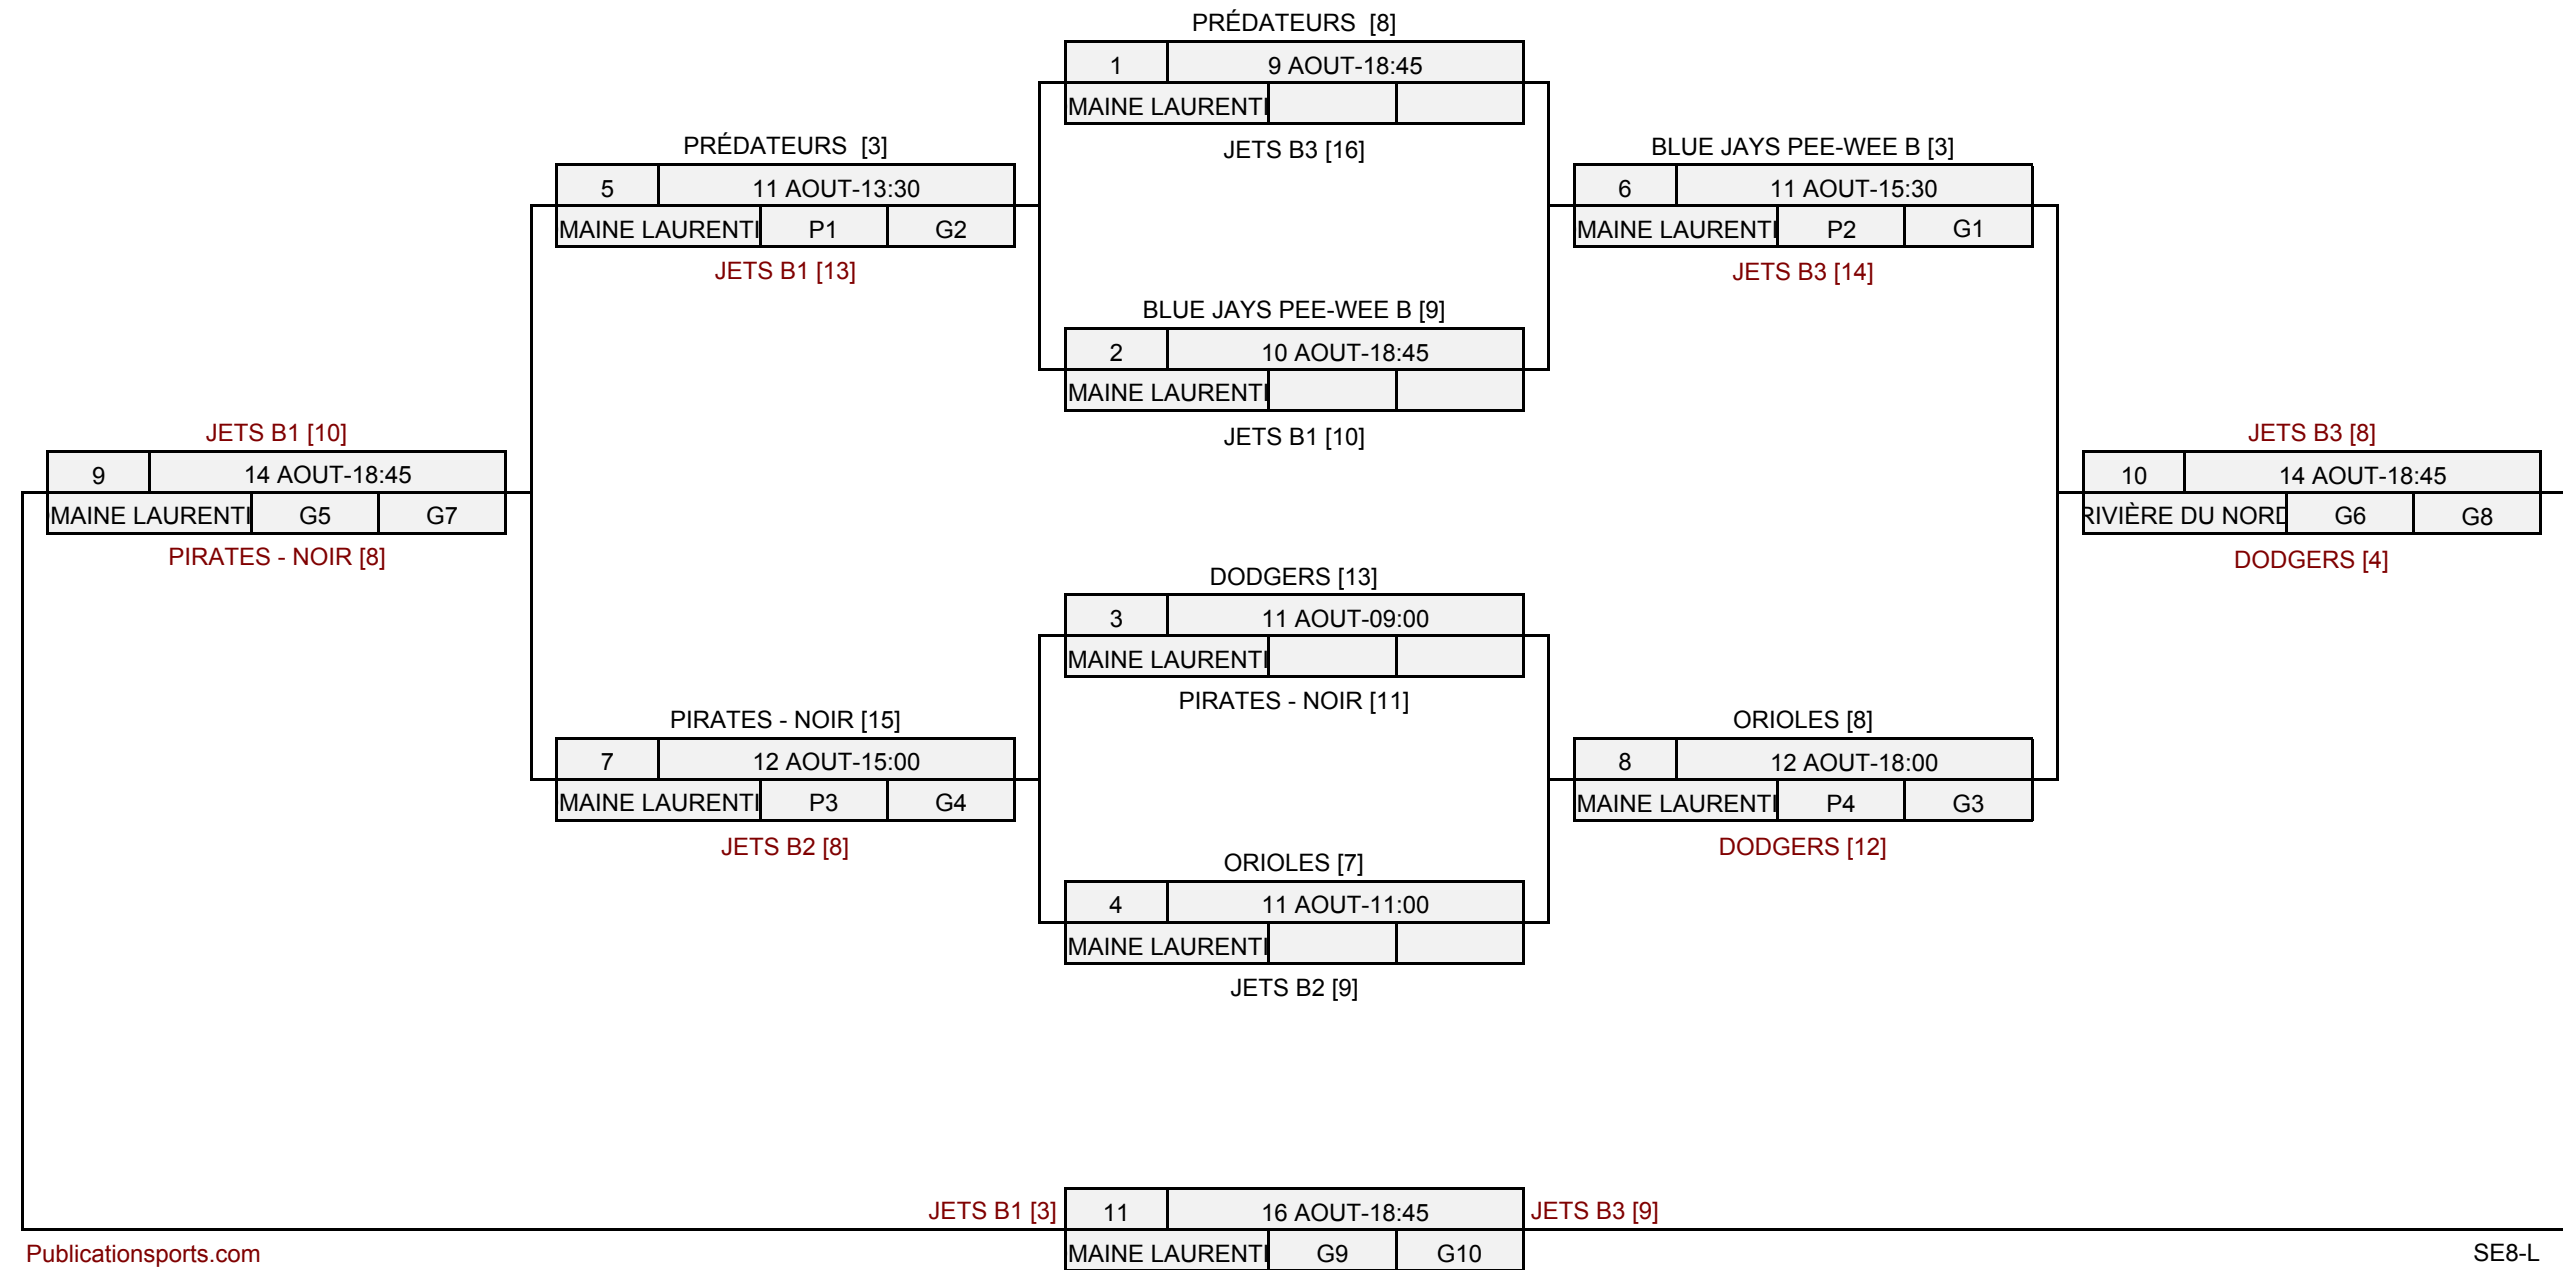 PRÉDATEURS [8]
1 9 AOUT-18:45
MAINE LAURENTI
JETS B3 [16]
PRÉDATEURS [3]
5 11 AOUT-13:30
MAINE LAURENTI P1 G2
JETS B1 [13]
BLUE JAYS PEE-WEE B [3]
6 11 AOUT-15:30
MAINE LAURENTI P2 G1
JETS B3 [14]
BLUE JAYS PEE-WEE B [9]
2 10 AOUT-18:45
MAINE LAURENTI
JETS B1 [10]
JETS B1 [10]
9 14 AOUT-18:45
MAINE LAURENTI G5 G7
PIRATES - NOIR [8]
JETS B3 [8]
10 14 AOUT-18:45
RIVIÈRE DU NORD G6 G8
DODGERS [4]
DODGERS [13]
3 11 AOUT-09:00
MAINE LAURENTI
PIRATES - NOIR [11]
PIRATES - NOIR [15]
7 12 AOUT-15:00
MAINE LAURENTI P3 G4
JETS B2 [8]
ORIOLES [8]
8 12 AOUT-18:00
MAINE LAURENTI P4 G3
DODGERS [12]
ORIOLES [7]
4 11 AOUT-11:00
MAINE LAURENTI
JETS B2 [9]
JETS B1 [3] 11 16 AOUT-18:45 JETS B3 [9]
MAINE LAURENTI G9 G10
Publicationsports.com
SE8-L